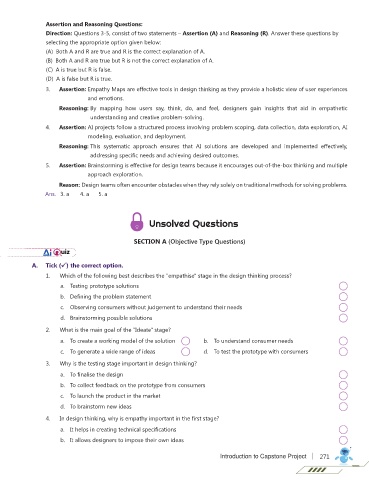 Assertion and Reasoning Questions:
Direction: Questions 3-5, consist of two statements – Assertion (A) and Reasoning (R). Answer these questions by
selecting the appropriate option given below:
(A) Both A and R are true and R is the correct explanation of A.
(B) Both A and R are true but R is not the correct explanation of A.
(C) A is true but R is false.
(D) A is false but R is true.
3. Assertion: Empathy Maps are effective tools in design thinking as they provide a holistic view of user experiences
and emotions.
Reasoning: By mapping how users say, think, do, and feel, designers gain insights that aid in empathetic
understanding and creative problem-solving.
4. Assertion: AI projects follow a structured process involving problem scoping, data collection, data exploration, AI
modeling, evaluation, and deployment.
Reasoning: This systematic approach ensures that AI solutions are developed and implemented effectively,
addressing specific needs and achieving desired outcomes.
5. Assertion: Brainstorming is effective for design teams because it encourages out-of-the-box thinking and multiple
approach exploration.
Reason: Design teams often encounter obstacles when they rely solely on traditional methods for solving problems.
Ans. 3. a 4. a 5. a
Unsolved Questions
SECTION A (Objective Type Questions)
AI Quiz
A. Tick (✓) the correct option.
1. Which of the following best describes the "empathise" stage in the design thinking process?
a. Testing prototype solutions
b. Defining the problem statement
c. Observing consumers without judgement to understand their needs
d. Brainstorming possible solutions
2. What is the main goal of the "Ideate" stage?
a. To create a working model of the solution b. To understand consumer needs
c. To generate a wide range of ideas d. To test the prototype with consumers
3. Why is the testing stage important in design thinking?
a. To finalise the design
b. To collect feedback on the prototype from consumers
c. To launch the product in the market
d. To brainstorm new ideas
4. In design thinking, why is empathy important in the first stage?
a. It helps in creating technical specifications
b. It allows designers to impose their own ideas
Introduction to Capstone Project 271